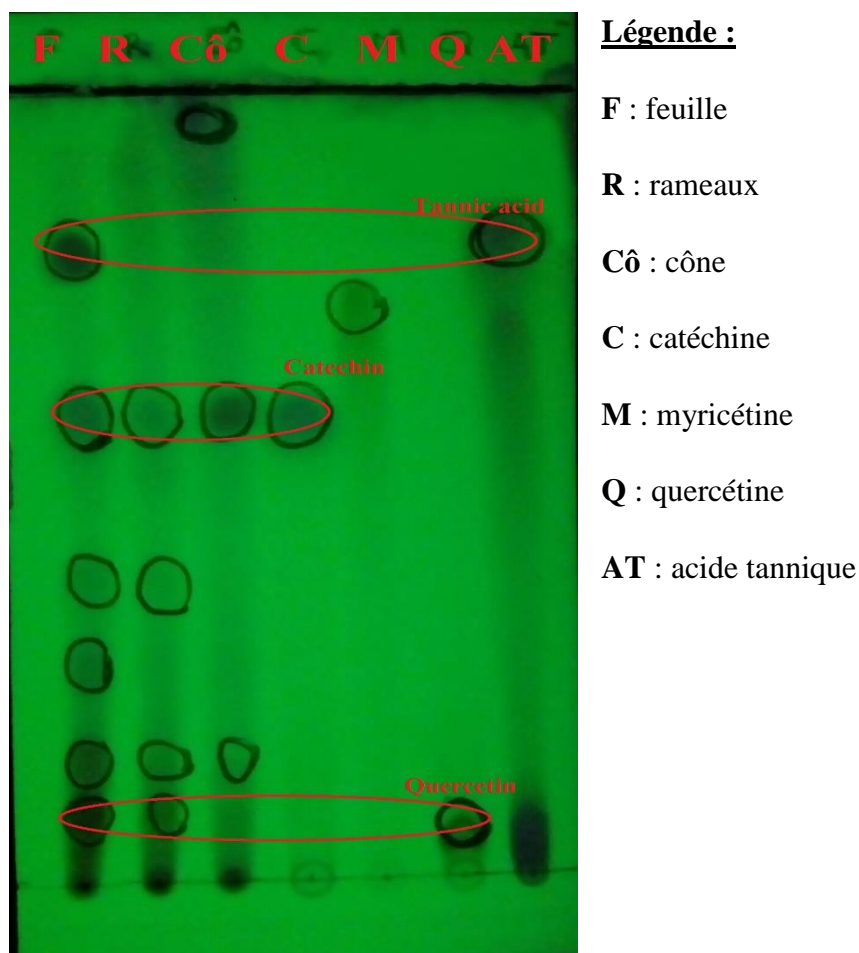 F R Cô C M Q AT
Tannic acid
Catechin
Quercetin
Légende :
F : feuille
R : rameaux
Cô : cône
C : catéchine
M : myricétine
Q : quercétine
AT : acide tannique